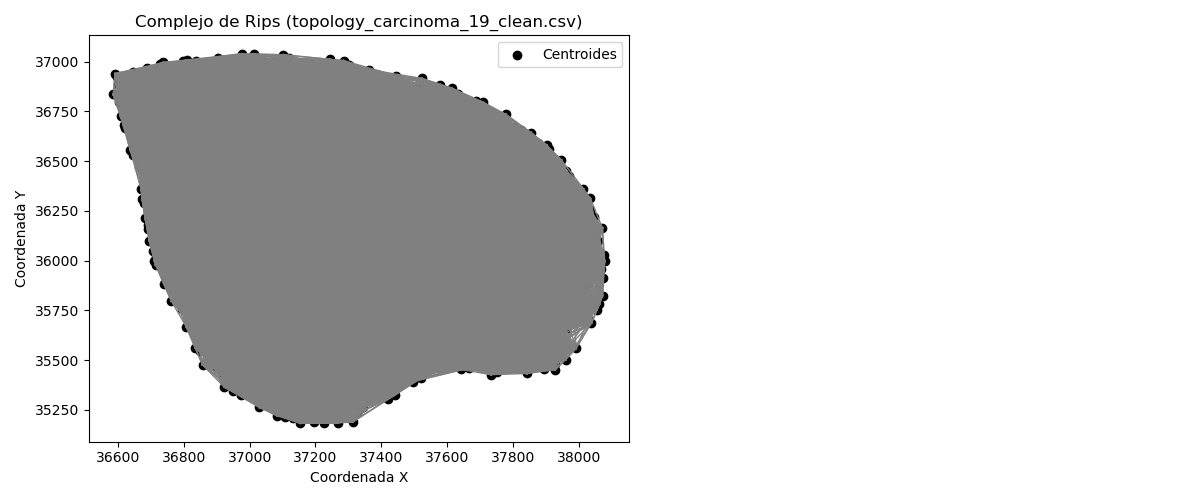 Complejo de Rips (topology_carcinoma_19_clean.csv)
Centroides
37000
36750
36500
36250
36000
35750
35500
35250
Coordenada Y
36600 36800 37000 37200 37400 37600 37800 38000
Coordenada X